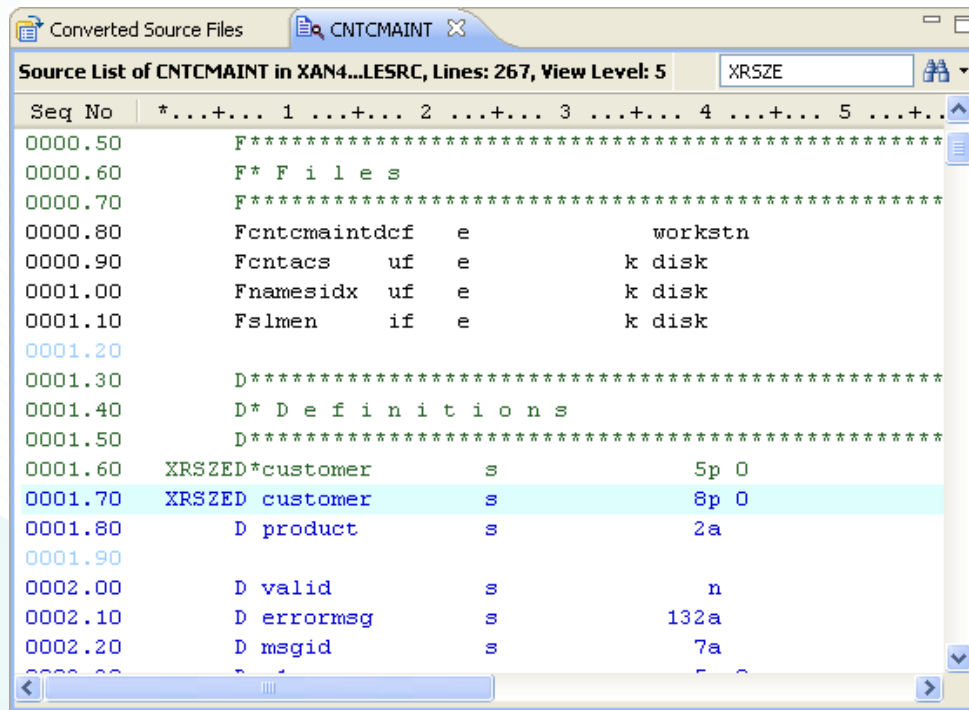 Converted Source Files CNTCMAINT
Source List of CNTCMAINT in XAN4...LESRC, Lines: 267, View Level: 5 XRSZE
Seq No *...+... 1 ...+... 2 ...+... 3 ...+... 4 ...+... 5 ...+..
0000.50 F**************************************************
0000.60 F* F i l e s
0000.70 F**************************************************
0000.80 Fcntcmaintdcf e workstn
0000.90 Fcntacs uf e k disk
0001.00 Fnamesidx uf e k disk
0001.10 Fslmen if e k disk
0001.20
0001.30 D**************************************************
0001.40 D* D e f i n i t i o n s
0001.50 D**************************************************
0001.60 XRSZED*customer s 5p 0
0001.70 XRSZED customer s 8p 0
0001.80 D product s 2a
0001.90
0002.00 D valid s n
0002.10 D errormsg s 132a
0002.20 D msgid s 7a